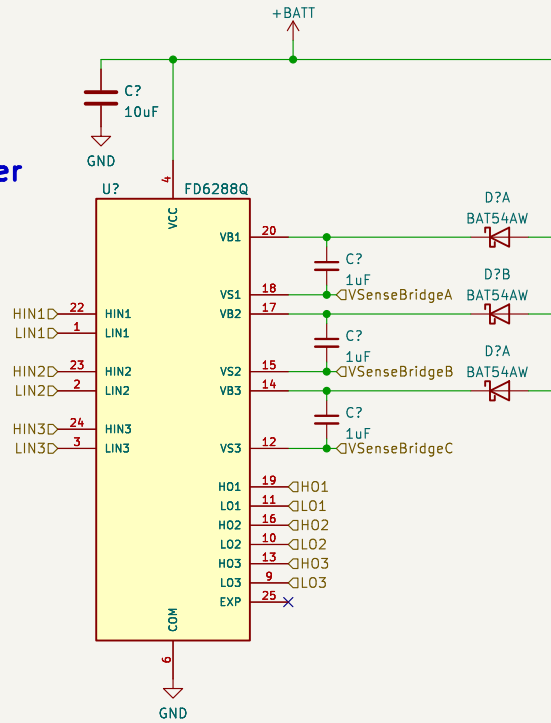 +BATT
C?
10uF
GND
er
U?
FD6288Q
4
VCC
D?A
BAT54AW
VB1
20
C?
1uF
VS1
18
VSenseBridgeA
D?B
BAT54AW
HIN1
22
HIN1
VB2
17
LIN1
1
LIN1
C?
1uF
D?A
BAT54AW
HIN2
23
HIN2
VS2
15
VSenseBridgeB
LIN2
2
LIN2
VB3
14
C?
1uF
HIN3
24
HIN3
LIN3
3
LIN3
VS3
12
VSenseBridgeC
HO1
19
HO1
LO1
11
LO1
HO2
16
HO2
LO2
10
LO2
HO3
13
HO3
LO3
9
LO3
EXP
25
COM
6
GND